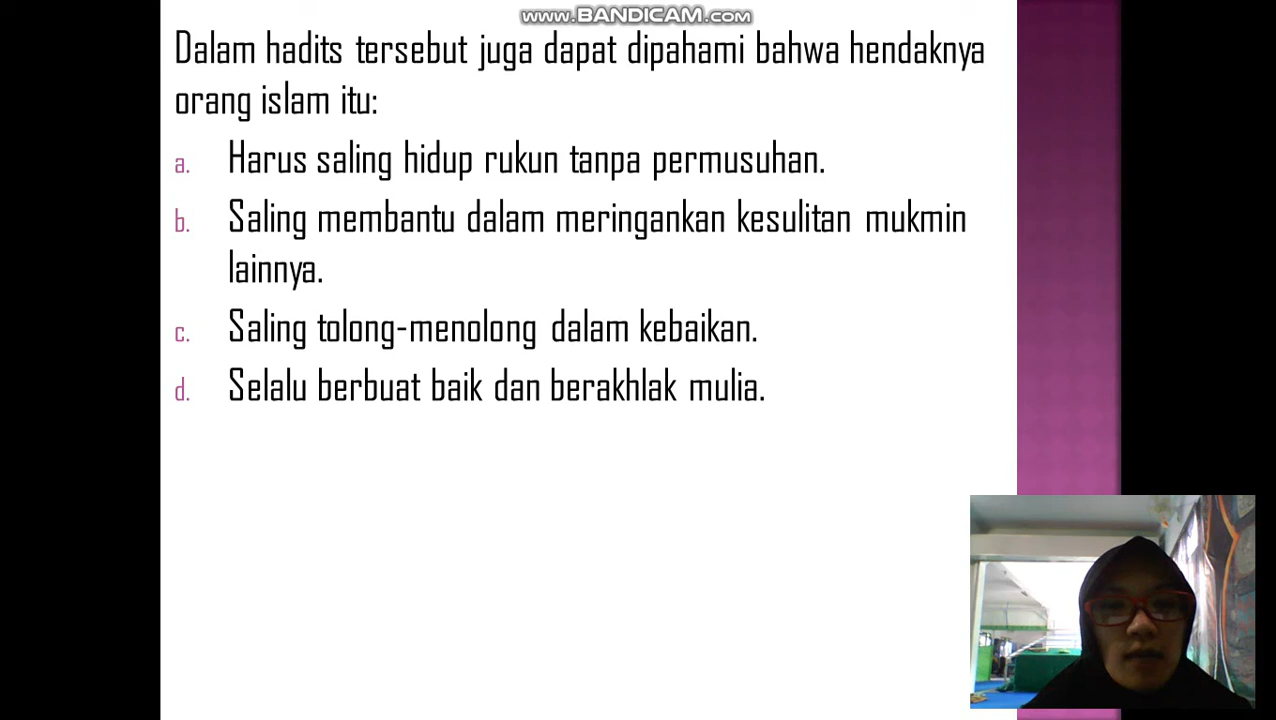 www.BANDICAM.com
Dalam hadits tersebut juga dapat dipahami bahwa hendaknya
orang islam itu:
a. Harus saling hidup rukun tanpa permusuhan.
b. Saling membantu dalam meringankan kesulitan mukmin
lainnya.
c. Saling tolong-menolong dalam kebaikan.
d. Selalu berbuat baik dan berakhlak mulia.